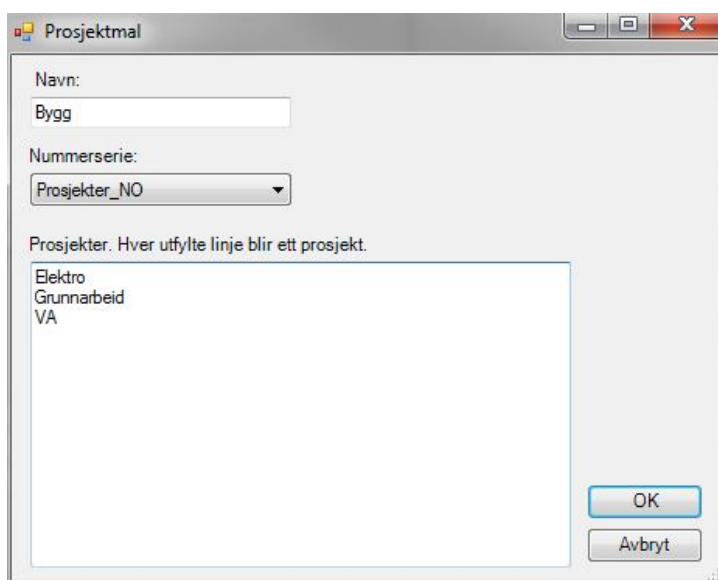 Prosjektmal
Navn:
Bygg
Nummerserie:
Prosjekter_NO
Prosjekter. Hver utfylte linje blir ett prosjekt.
Elektro
Grunnarbeid
VA
OK
Avbryt